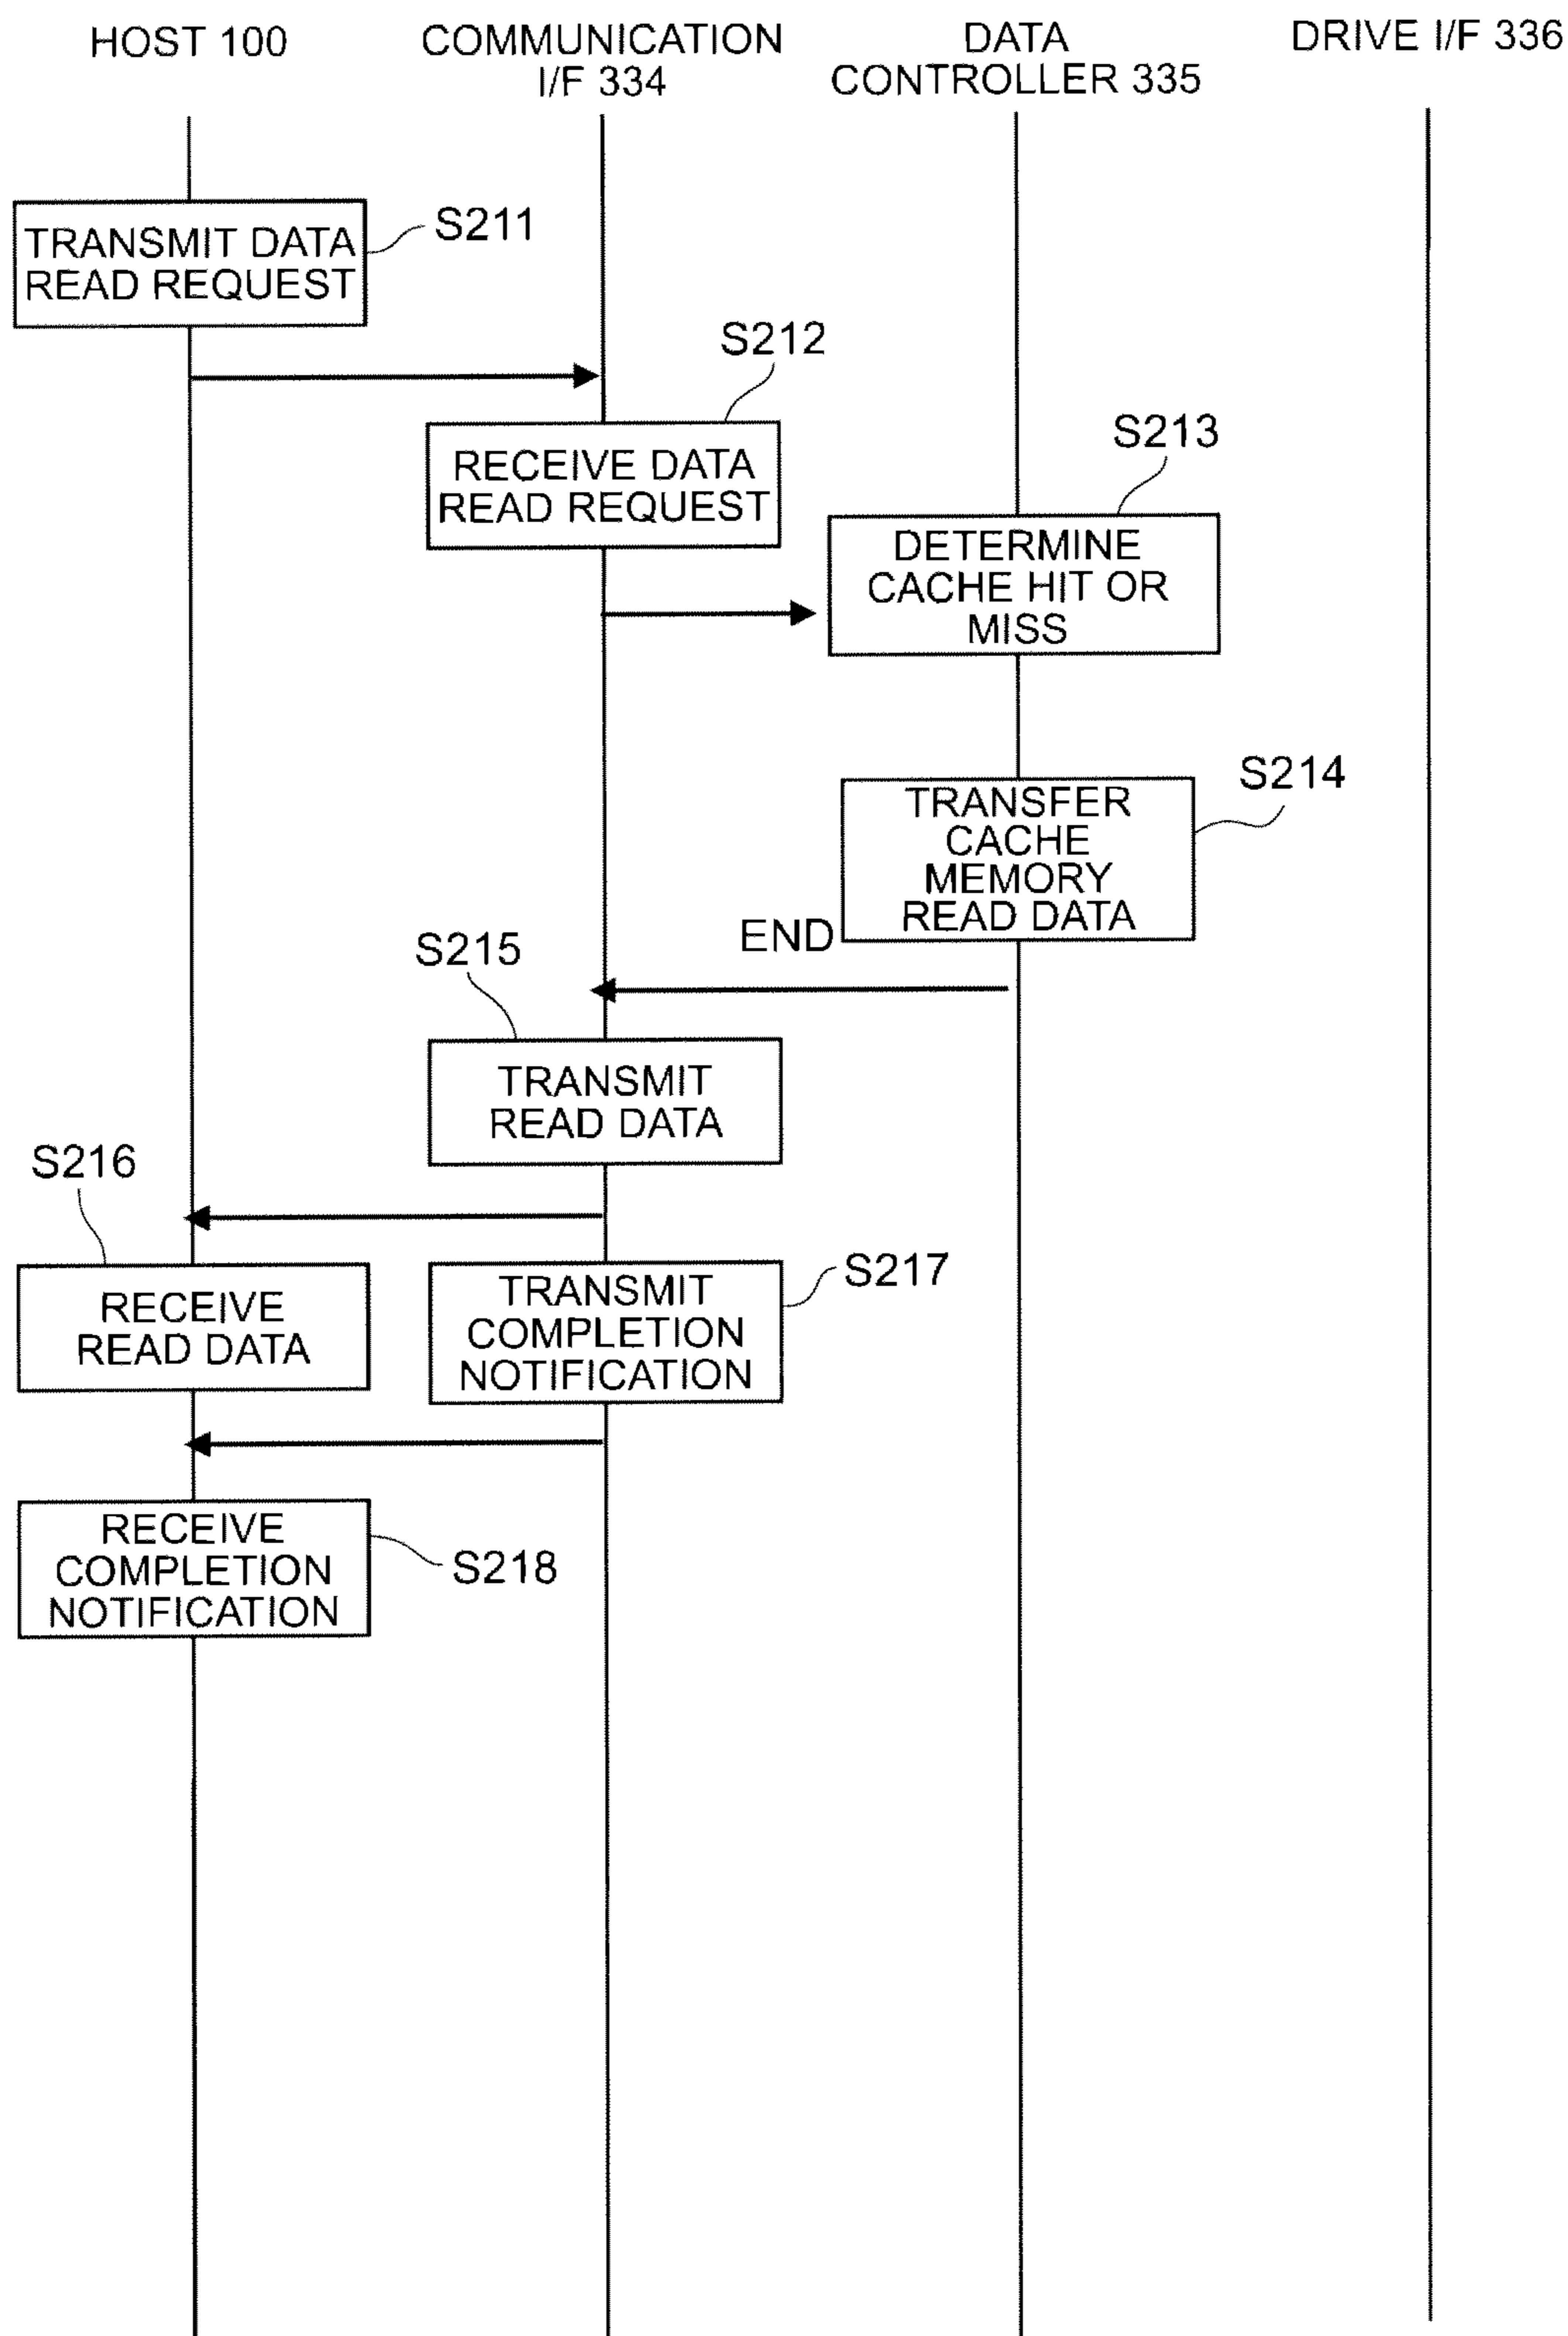 HOST 100
COMMUNICATION
I/F 334
DATA
CONTROLLER 335
DRIVE I/F 336
TRANSMIT DATA
READ REQUEST
S211
S212
RECEIVE DATA
READ REQUEST
S213
DETERMINE
CACHE HIT OR
MISS
S214
TRANSFER
CACHE
MEMORY
READ DATA
END
S215
TRANSMIT
READ DATA
S216
RECEIVE
READ DATA
S217
TRANSMIT
COMPLETION
NOTIFICATION
RECEIVE
COMPLETION
NOTIFICATION
S218